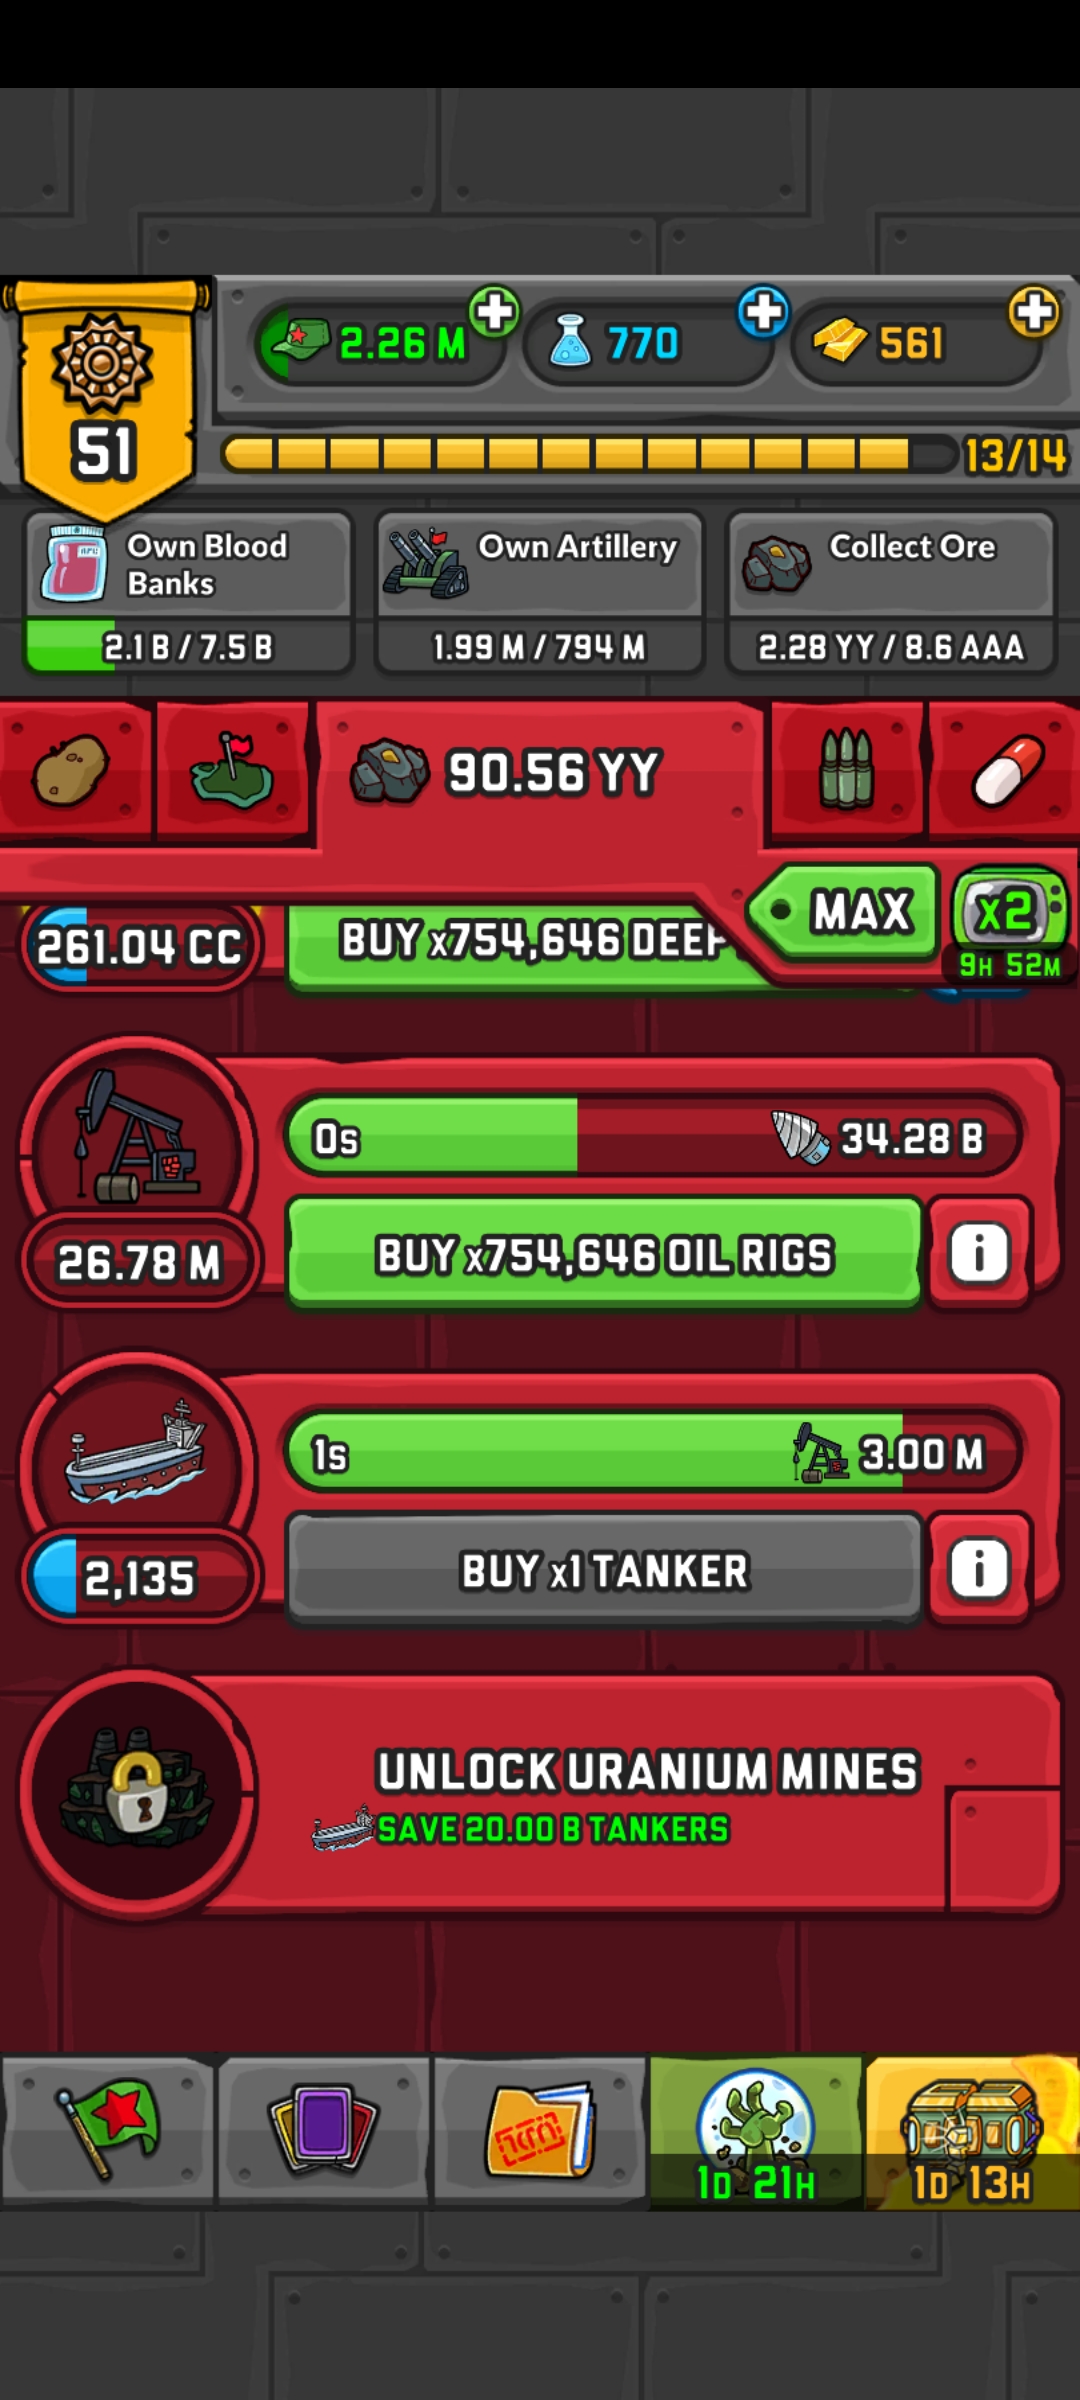 2.26 M
770
561
51
13/14
Own Blood
Banks
2.1 B / 7.5 B
Own Artillery
1.99 M / 794 M
Collect Ore
2.28 YY / 8.6 AAA
90.56 YY
MAX
x2
9H 52M
261.04 CC
BUY x754,646 DEEP
0s
34.28 B
26.78 M
BUY x754,646 OIL RIGS
i
1s
3.00 M
2,135
BUY x1 TANKER
i
UNLOCK URANIUM MINES
SAVE 20.00 B TANKERS
1D 21H
1D 13H